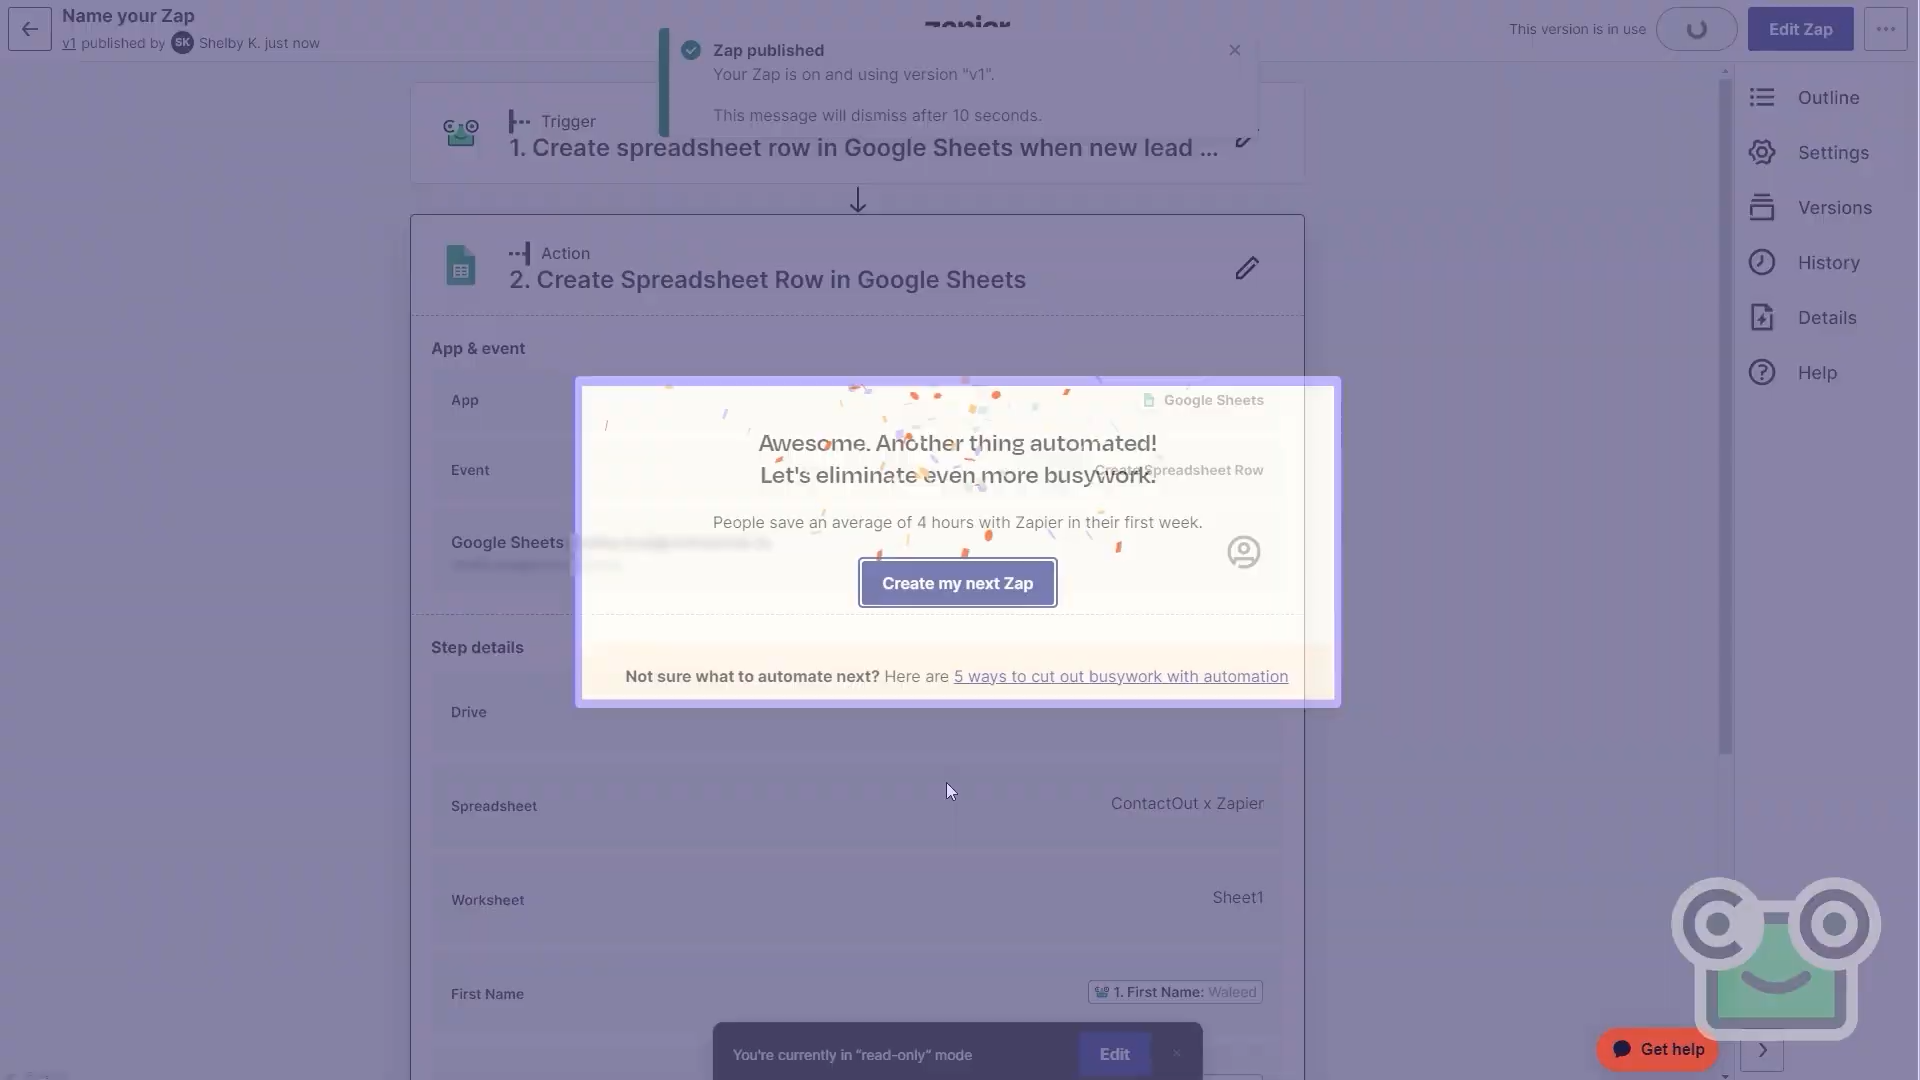 Name your Zap
v1 published by SK Shelby K. just now
zapier
This version is in use
Edit Zap
Zap published
Your Zap is on and using version "v1".
This message will dismiss after 10 seconds.
Trigger
1. Create spreadsheet row in Google Sheets when new lead ...
Action
2. Create Spreadsheet Row in Google Sheets
App & event
App
Google Sheets
Event
Create Spreadsheet Row
Google Sheets
Awesome. Another thing automated!
Let's eliminate even more busywork.
People save an average of 4 hours with Zapier in their first week.
Create my next Zap
Not sure what to automate next? Here are 5 ways to cut out busywork with automation
Step details
Drive
Spreadsheet
ContactOut x Zapier
Worksheet
Sheet1
First Name
1. First Name: Waleed
You're currently in "read-only" mode
Edit
Outline
Settings
Versions
History
Details
Help
Get help